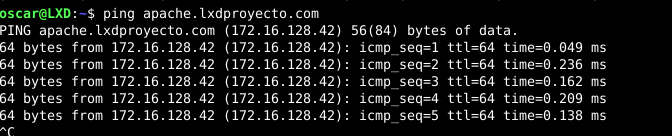 oscar@LXD:~$ ping apache.lxdproyecto.com
PING apache.lxdproyecto.com (172.16.128.42) 56(84) bytes of data.
64 bytes from 172.16.128.42 (172.16.128.42): icmp_seq=1 ttl=64 time=0.049 ms
64 bytes from 172.16.128.42 (172.16.128.42): icmp_seq=2 ttl=64 time=0.236 ms
64 bytes from 172.16.128.42 (172.16.128.42): icmp_seq=3 ttl=64 time=0.162 ms
64 bytes from 172.16.128.42 (172.16.128.42): icmp_seq=4 ttl=64 time=0.209 ms
64 bytes from 172.16.128.42 (172.16.128.42): icmp_seq=5 ttl=64 time=0.138 ms
^C